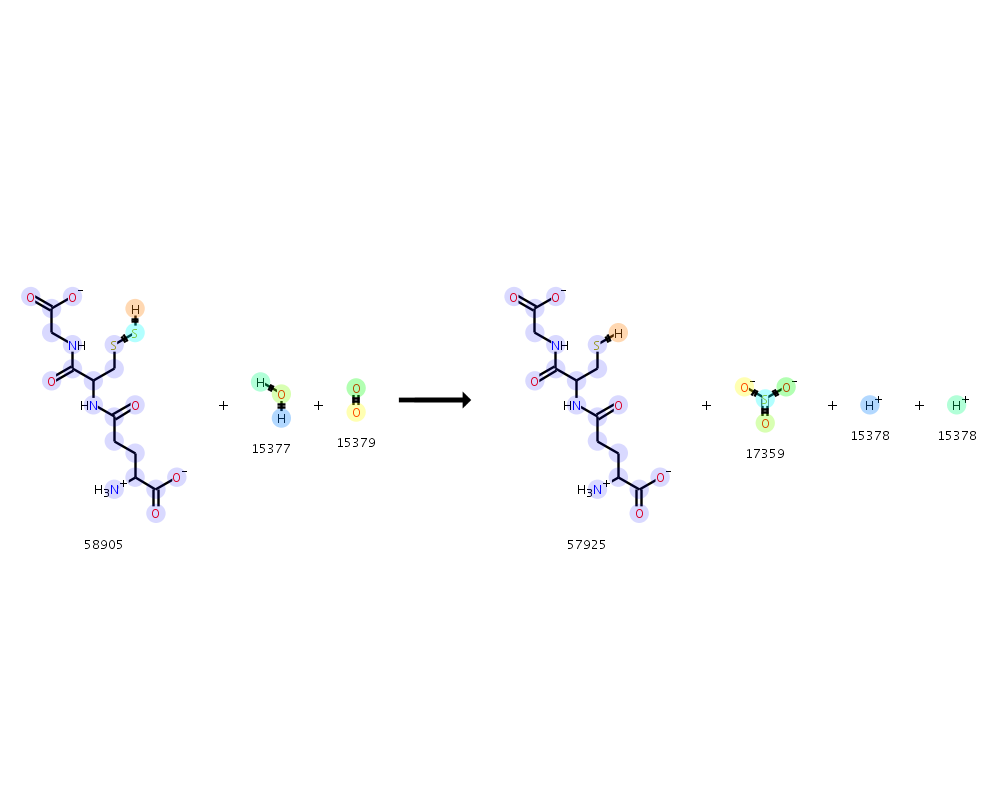 O O⁻ H
S
NH S
O
HN O
H₃N⁺ O⁻
O
58905
+
H O
H
15377
+
O
O
15379
O O⁻
H
NH S
O
HN O
H₃N⁺ O⁻
O
57925
+
O⁻ O⁻
S
O
17359
+
H⁺
15378
+
H⁺
15378